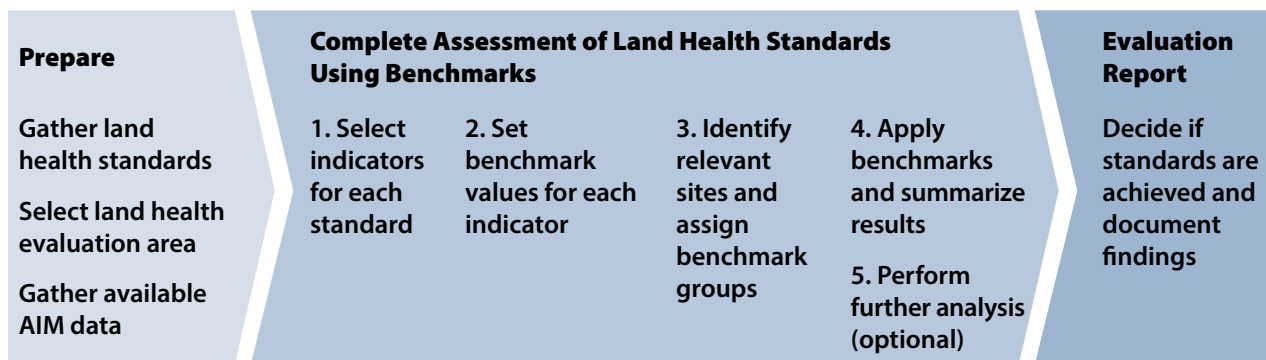 Prepare
Gather land
health standards
Select land health
evaluation area
Gather available
AIM data
Complete Assessment of Land Health Standards
Using Benchmarks
1. Select
indicators
for each
standard
2. Set
benchmark
values for each
indicator
3. Identify
relevant
sites and
assign
benchmark
groups
4. Apply
benchmarks
and summarize
results
5. Perform
further analysis
(optional)
Evaluation
Report
Decide if
standards are
achieved and
document
findings